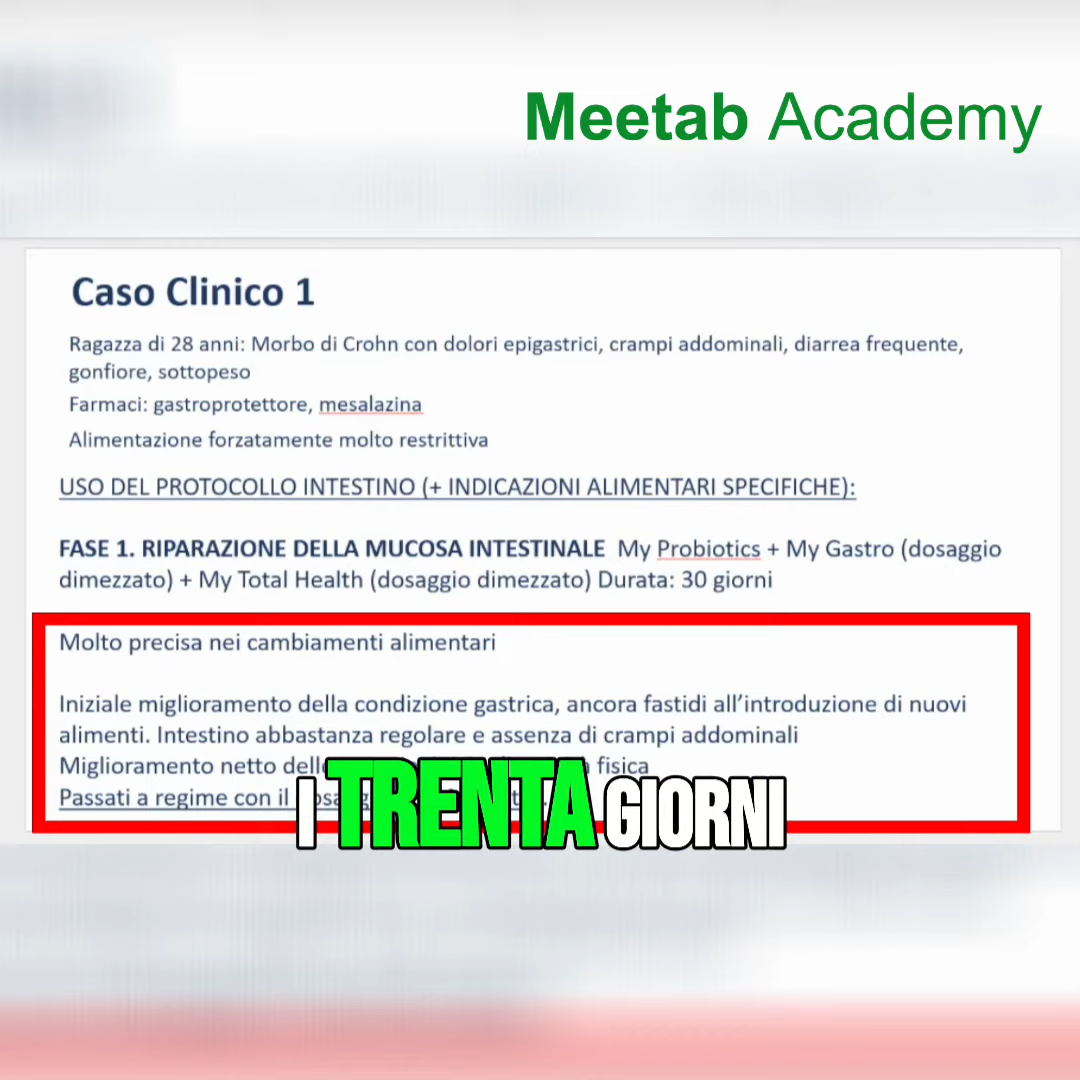 Meetab Academy
Caso Clinico 1
Ragazza di 28 anni: Morbo di Crohn con dolori epigastrici, crampi addominali, diarrea frequente,
gonfiore, sottopeso
Farmaci: gastroprotettore, mesalazina
Alimentazione forzatamente molto restrittiva
USO DEL PROTOCOLLO INTESTINO (+ INDICAZIONI ALIMENTARI SPECIFICHE):
FASE 1. RIPARAZIONE DELLA MUCOSA INTESTINALE My Probiotics + My Gastro (dosaggio
dimezzato) + My Total Health (dosaggio dimezzato) Durata: 30 giorni
Molto precisa nei cambiamenti alimentari
Iniziale miglioramento della condizione gastrica, ancora fastidi all’introduzione di nuovi
alimenti. Intestino abbastanza regolare e assenza di crampi addominali
Miglioramento netto fisica
Passati a regime con il
I TRENTA GIORNI